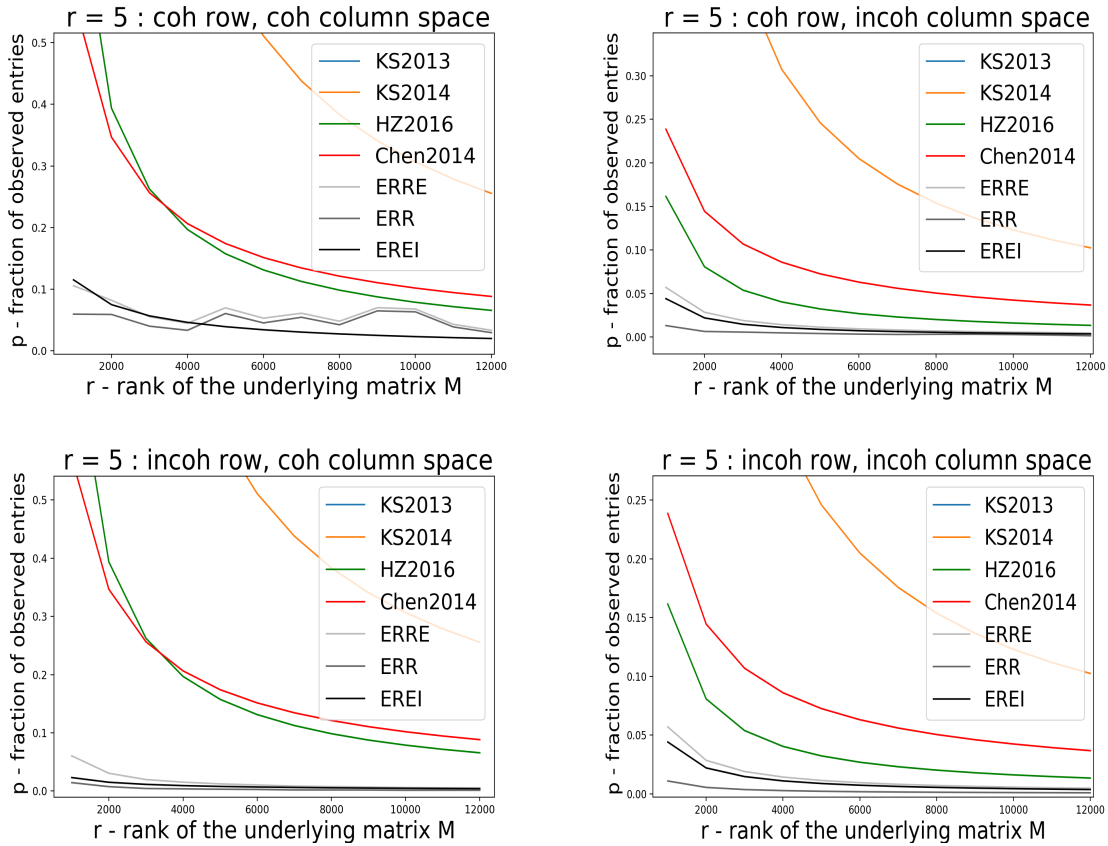 r = 5 : coh row, coh column space
p - fraction of observed entries
0.5
0.4
0.3
0.2
0.1
0.0
KS2013
KS2014
HZ2016
Chen2014
ERRE
ERR
EREI
2000 4000 6000 8000 10000 12000
r - rank of the underlying matrix M
r = 5 : coh row, incoh column space
p - fraction of observed entries
0.30
0.25
0.20
0.15
0.10
0.05
0.00
KS2013
KS2014
HZ2016
Chen2014
ERRE
ERR
EREI
2000 4000 6000 8000 10000 12000
r - rank of the underlying matrix M
r = 5 : incoh row, coh column space
p - fraction of observed entries
0.5
0.4
0.3
0.2
0.1
0.0
KS2013
KS2014
HZ2016
Chen2014
ERRE
ERR
EREI
2000 4000 6000 8000 10000 12000
r - rank of the underlying matrix M
r = 5 : incoh row, incoh column space
p - fraction of observed entries
0.25
0.20
0.15
0.10
0.05
0.00
KS2013
KS2014
HZ2016
Chen2014
ERRE
ERR
EREI
2000 4000 6000 8000 10000 12000
r - rank of the underlying matrix M